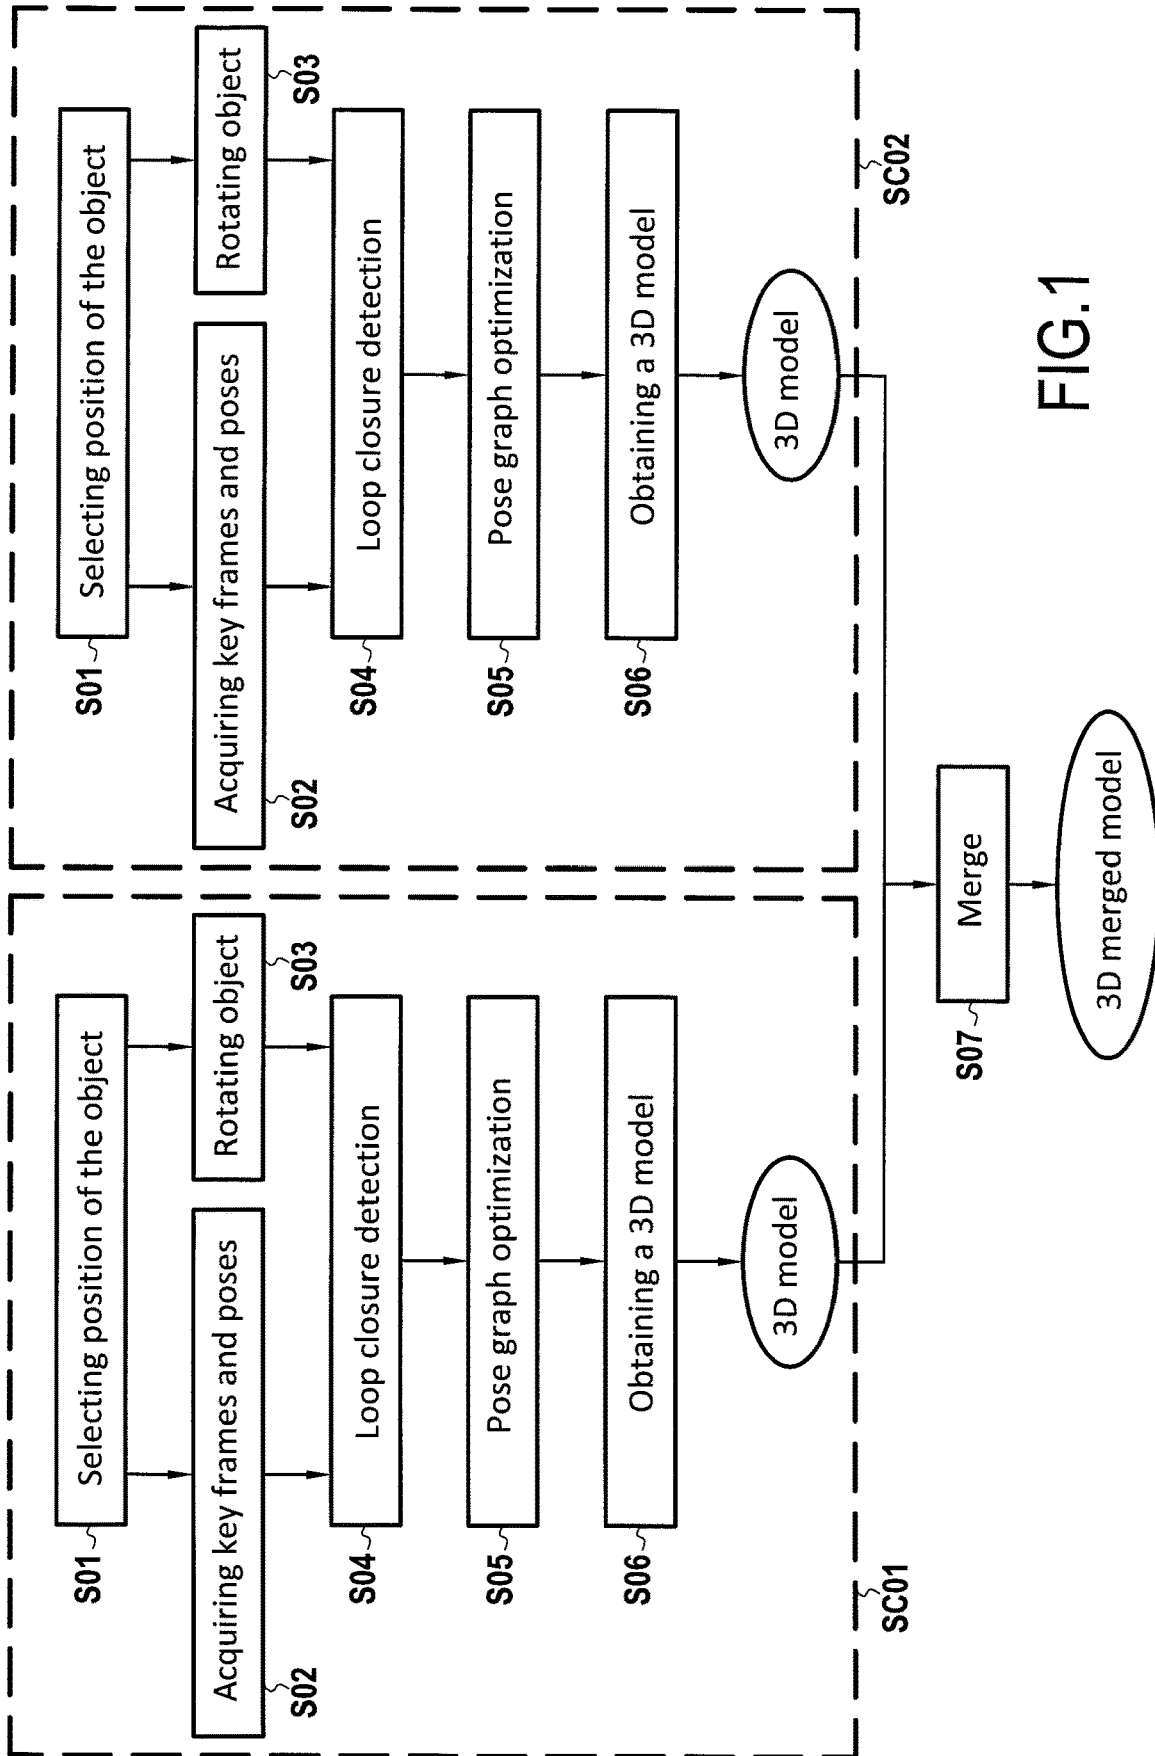 Selecting position of the object
S01
Acquiring key frames and poses
S02
Rotating object
S03
Loop closure detection
S04
Pose graph optimization
S05
Obtaining a 3D model
S06
3D model
SC01
Selecting position of the object
S01
Acquiring key frames and poses
S02
Rotating object
S03
Loop closure detection
S04
Pose graph optimization
S05
Obtaining a 3D model
S06
3D model
SC02
Merge
S07
3D merged model
FIG.1